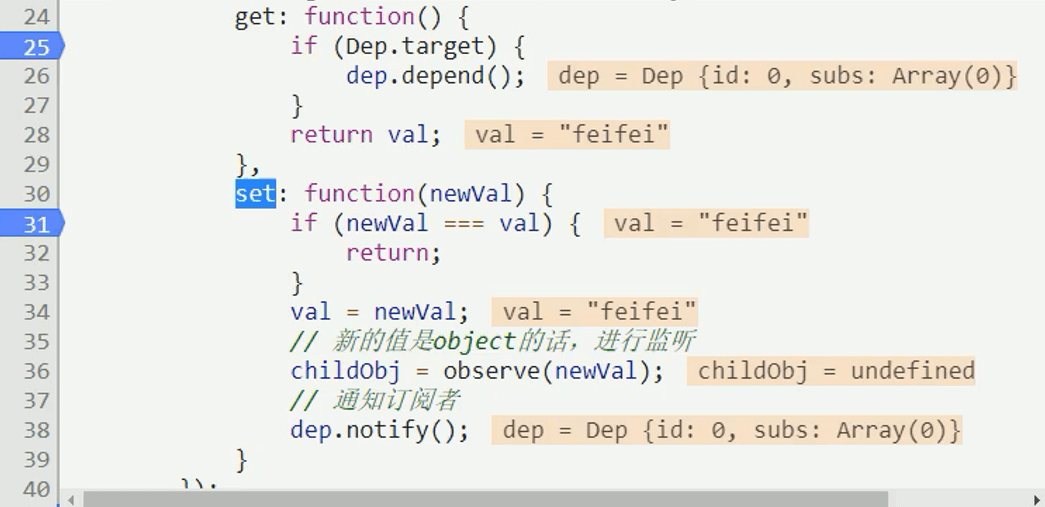 24 get: function() {
25 if (Dep.target) {
26 dep.depend(); dep = Dep {id: 0, subs: Array(0)}
27 }
28 return val; val = "feifei"
29 },
30 set: function(newVal) {
31 if (newVal === val) { val = "feifei"
32 return;
33 }
34 val = newVal; val = "feifei"
35 // 新的值是object的话，进行监听
36 childObj = observe(newVal); childObj = undefined
37 // 通知订阅者
38 dep.notify(); dep = Dep {id: 0, subs: Array(0)}
39 }
40 });